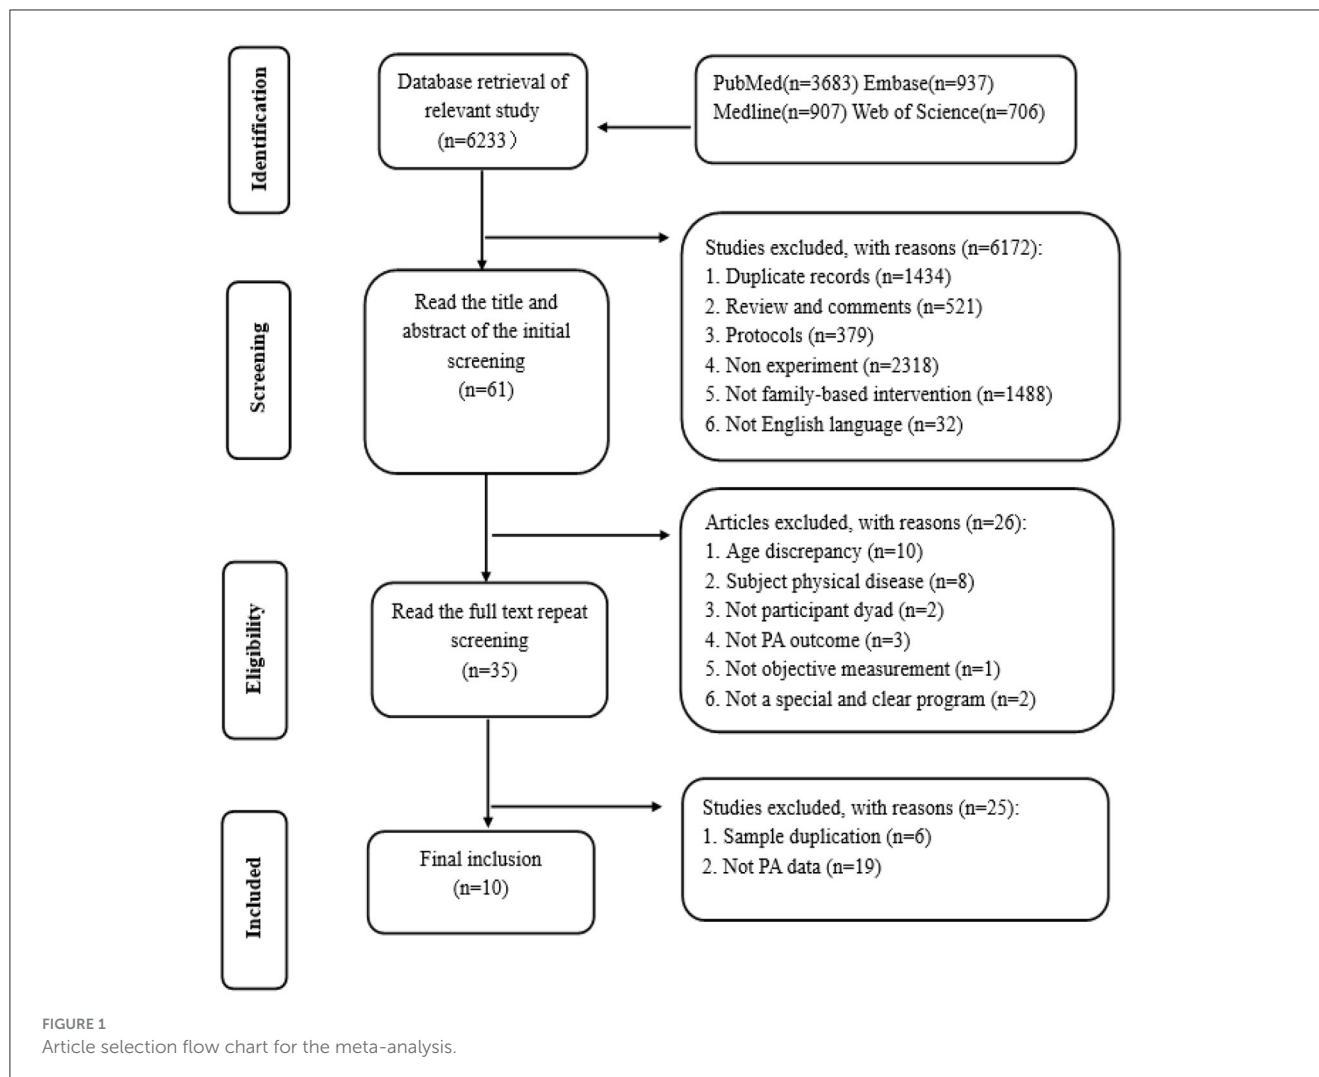 Identification
Database retrieval of
relevant study
(n=6233）
PubMed(n=3683) Embase(n=937)
Medline(n=907) Web of Science(n=706)
Studies excluded, with reasons (n=6172):
1. Duplicate records (n=1434)
2. Review and comments (n=521)
3. Protocols (n=379)
4. Non experiment (n=2318)
5. Not family-based intervention (n=1488)
6. Not English language (n=32)
Screening
Read the title and
abstract of the initial
screening
(n=61)
Articles excluded, with reasons (n=26):
1. Age discrepancy (n=10)
2. Subject physical disease (n=8)
3. Not participant dyad (n=2)
4. Not PA outcome (n=3)
5. Not objective measurement (n=1)
6. Not a special and clear program (n=2)
Eligibility
Read the full text repeat
screening
(n=35)
Studies excluded, with reasons (n=25):
1. Sample duplication (n=6)
2. Not PA data (n=19)
Included
Final inclusion
(n=10)
FIGURE 1
Article selection flow chart for the meta-analysis.